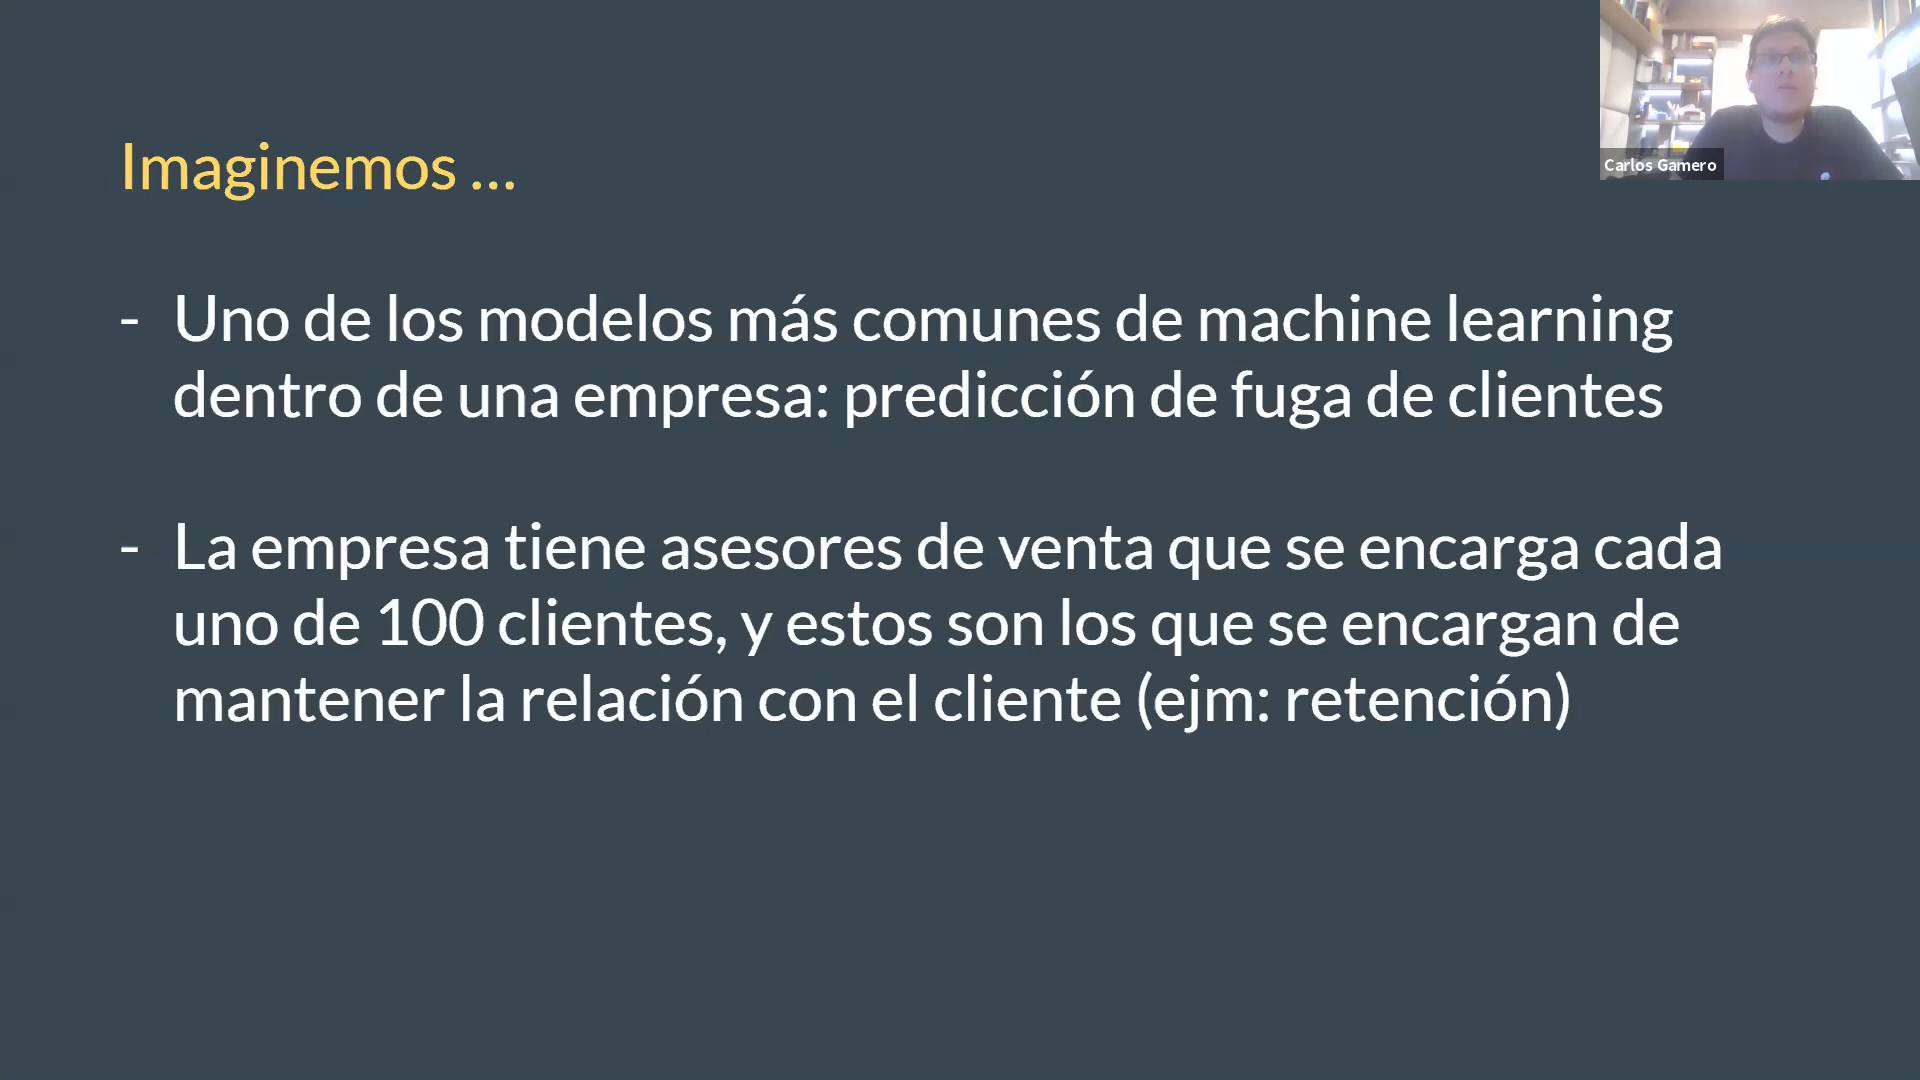 Carlos Gamero
Imaginemos ...
- Uno de los modelos más comunes de machine learning
dentro de una empresa: predicción de fuga de clientes
- La empresa tiene asesores de venta que se encarga cada
uno de 100 clientes, y estos son los que se encargan de
mantener la relación con el cliente (ejm: retención)